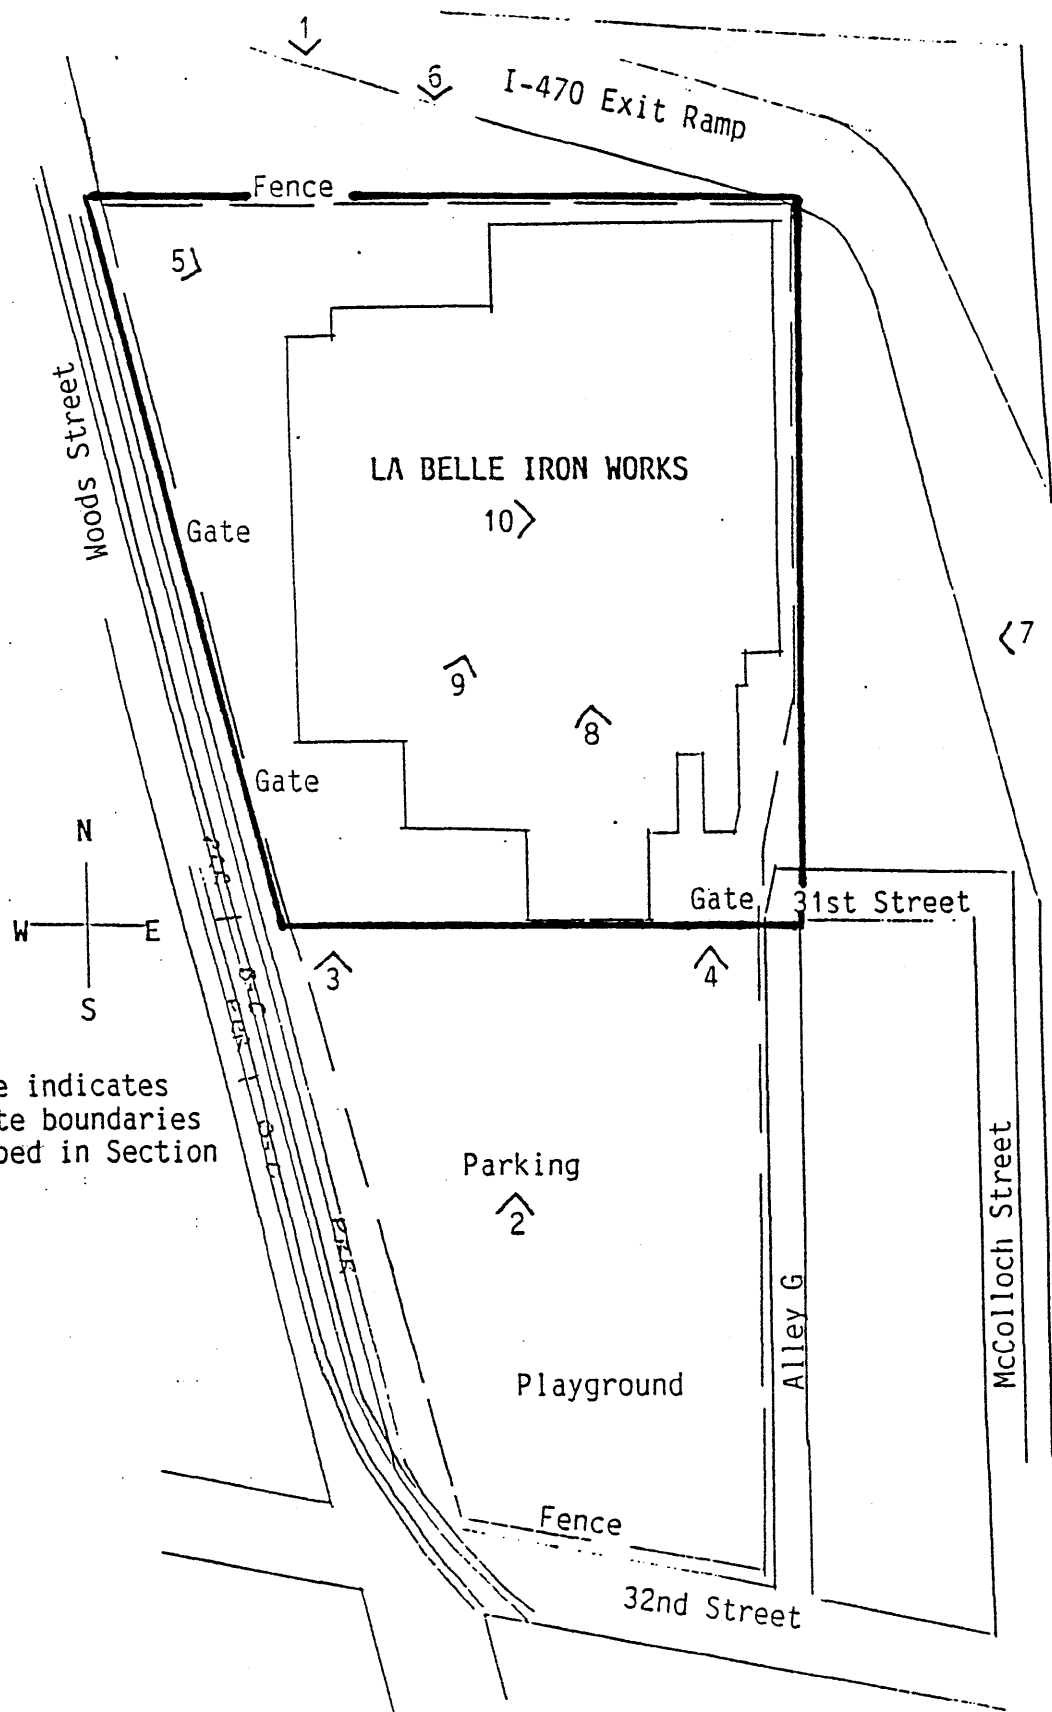 1
6
I-470 Exit Ramp
Fence
5
Woods Street
LA BELLE IRON WORKS
10
Gate
7
9
8
Gate
N
W E
S
Gate
31st Street
3
4
e indicates
te boundaries
bed in Section
Parking
2
McColloch Street
Alley G
Playground
Fence
32nd Street